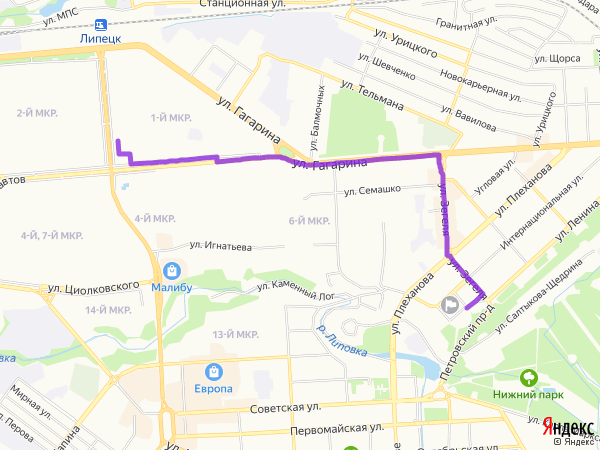 ул. МПС
Станционная ул.
Гранитная ул.
Липецк
ул. Урицкого
ул. Щорса
ул. Шевченко
Новокарьерная ул.
ул. Тельмана
2-Й МКР.
1-Й МКР.
ул. Гагарина
ул. Балмочных
ул. Вавилова
ул. Урицкого
ул. Гагарина
автов
ул. Семашко
Угловая ул.
ул. Плеханова
4-Й МКР.
6-Й МКР.
ул. Зегеля
Интернациональная ул.
ул. Ленина
4-Й, 7-Й МКР.
ул. Игнатьева
ул. Циолковского
Малибу
ул. Каменный Лог
ул. Плеханова
ул. Зегеля
ул. Салтыкова-Щедрина
14-Й МКР.
13-Й МКР.
р. Липовка
Петровский пр-д
овка
Европа
Нижний парк
Мирная ул.
Советская ул.
л. Перова
Первомайская ул.
Яндекс
© Яндекс